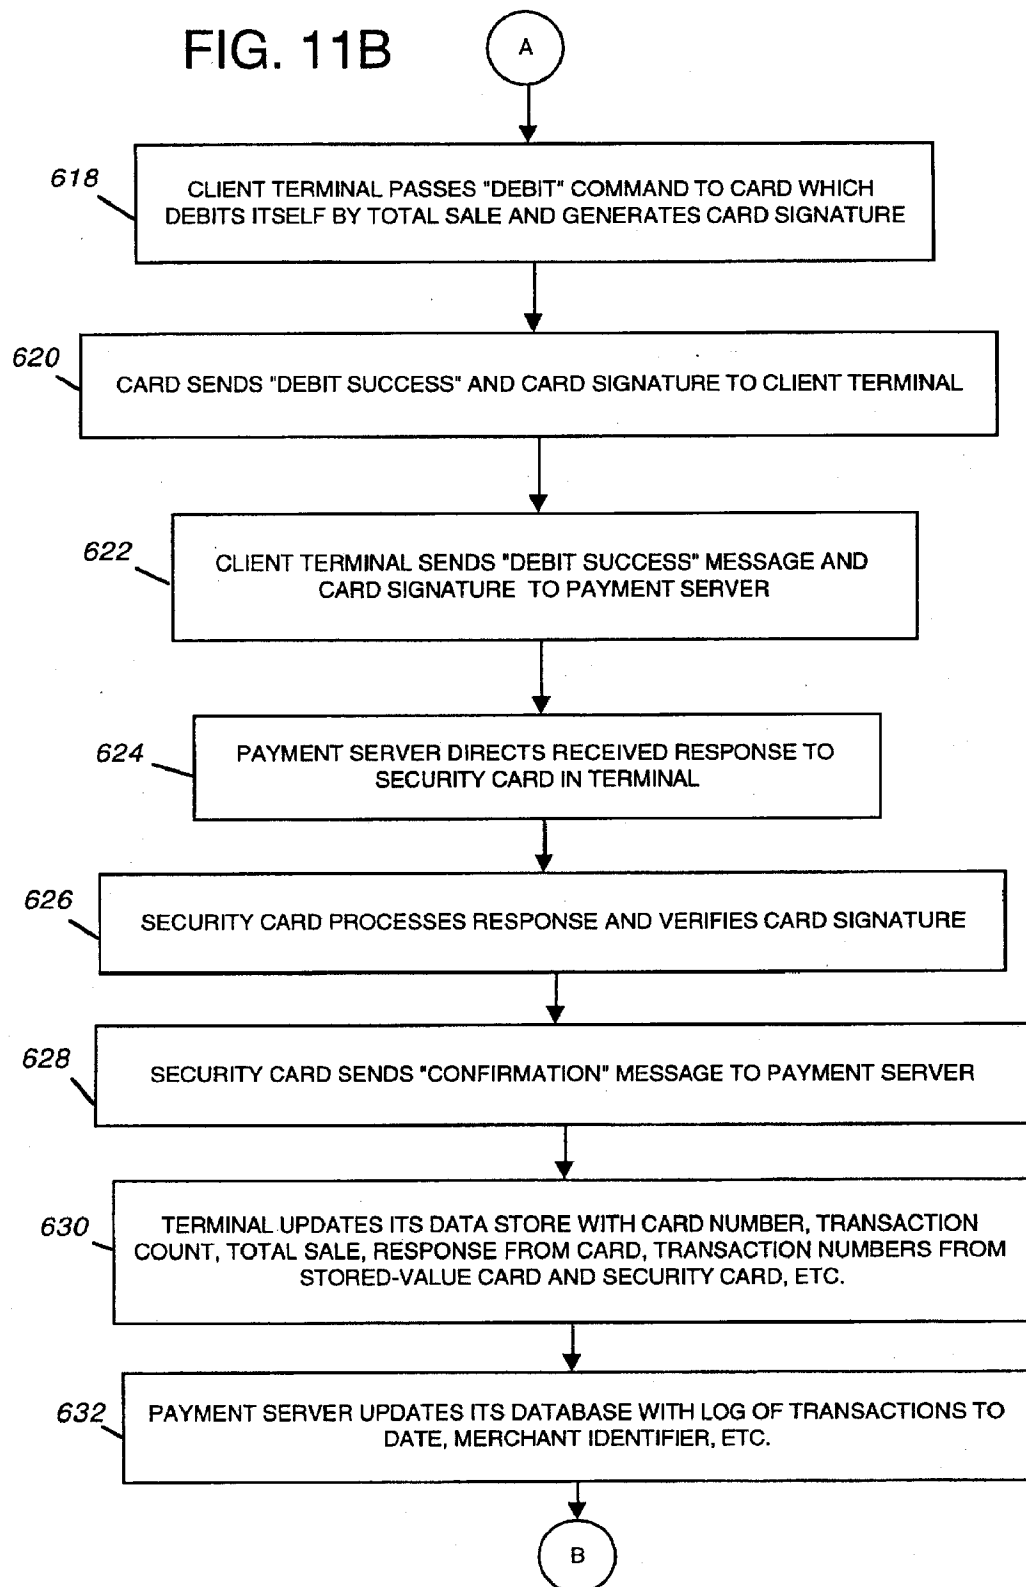 FIG. 11B
A
618
CLIENT TERMINAL PASSES "DEBIT" COMMAND TO CARD WHICH
DEBITS ITSELF BY TOTAL SALE AND GENERATES CARD SIGNATURE
620
CARD SENDS "DEBIT SUCCESS" AND CARD SIGNATURE TO CLIENT TERMINAL
622
CLIENT TERMINAL SENDS "DEBIT SUCCESS" MESSAGE AND
CARD SIGNATURE TO PAYMENT SERVER
624
PAYMENT SERVER DIRECTS RECEIVED RESPONSE TO
SECURITY CARD IN TERMINAL
626
SECURITY CARD PROCESSES RESPONSE AND VERIFIES CARD SIGNATURE
628
SECURITY CARD SENDS "CONFIRMATION" MESSAGE TO PAYMENT SERVER
630
TERMINAL UPDATES ITS DATA STORE WITH CARD NUMBER, TRANSACTION
COUNT, TOTAL SALE, RESPONSE FROM CARD, TRANSACTION NUMBERS FROM
STORED-VALUE CARD AND SECURITY CARD, ETC.
632
PAYMENT SERVER UPDATES ITS DATABASE WITH LOG OF TRANSACTIONS TO
DATE, MERCHANT IDENTIFIER, ETC.
B